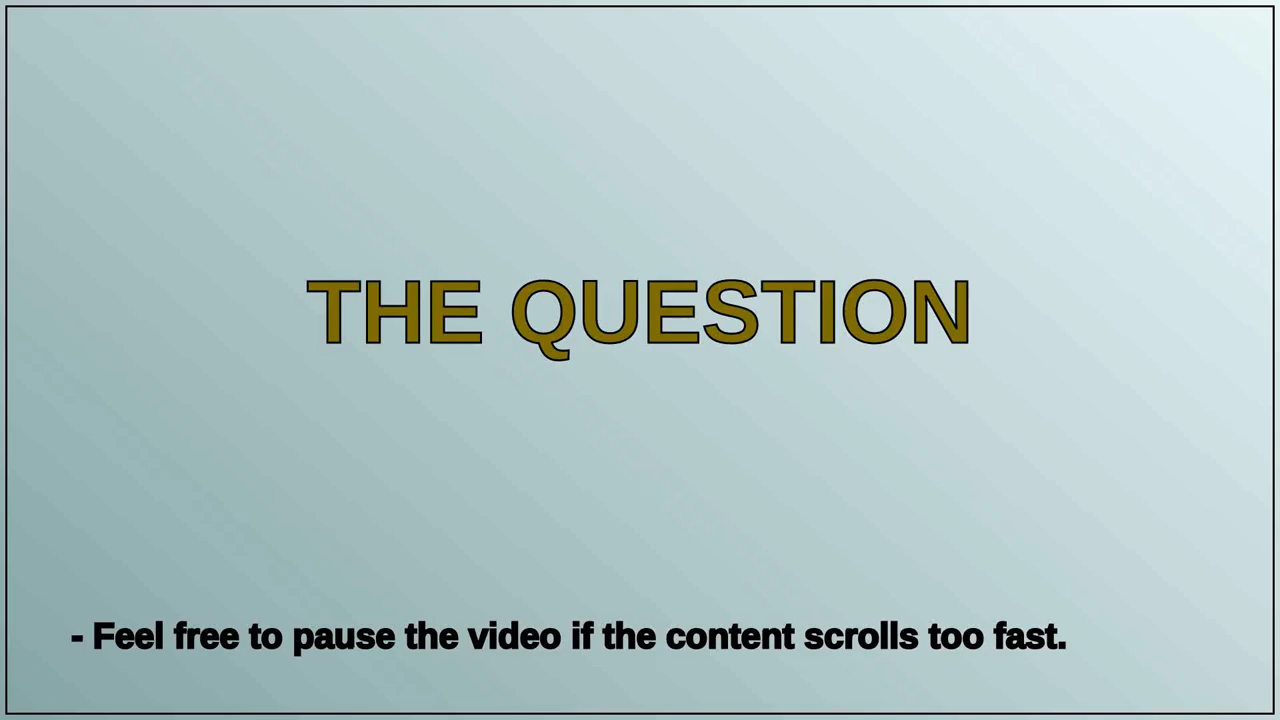 THE QUESTION
- Feel free to pause the video if the content scrolls too fast.